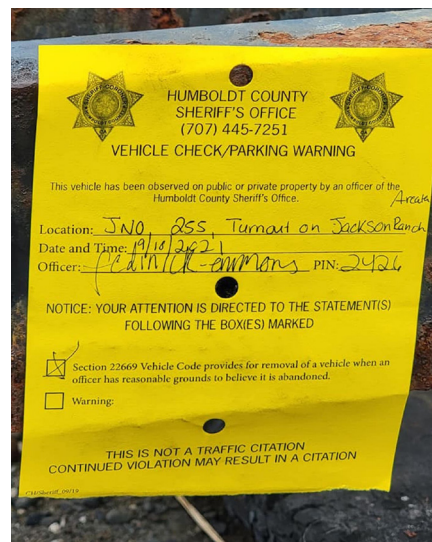 HUMBOLDT COUNTY
SHERIFF'S OFFICE
(707) 445-7251
VEHICLE CHECK/PARKING WARNING
This vehicle has been observed on public or private property by an officer of the
Humboldt County Sheriff's Office.
Arcata
Location: JNO 255, Turnout on Jackson Ranch
Date and Time: 9/18/2021
Officer: PIN: 2426
NOTICE: YOUR ATTENTION IS DIRECTED TO THE STATEMENT(S)
FOLLOWING THE BOX(ES) MARKED
Section 22669 Vehicle Code provides for removal of a vehicle when an
officer has reasonable grounds to believe it is abandoned.
Warning:
THIS IS NOT A TRAFFIC CITATION
CONTINUED VIOLATION MAY RESULT IN A CITATION